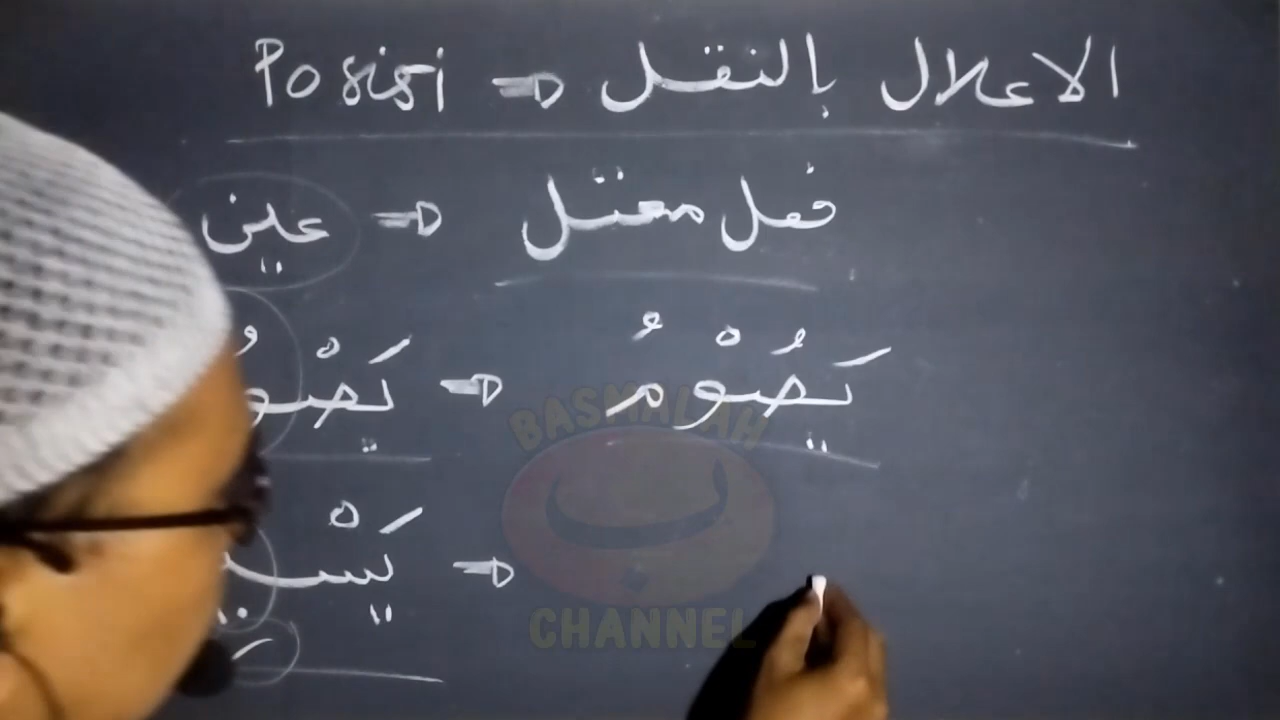 الاعلال بالنقل ⇒ Posisi
فعل معتل ⇒ عين
يَصُوْمُ ⇐ يَصْوُ
⇐ يَسْيِ
BASMALAH
CHANNEL